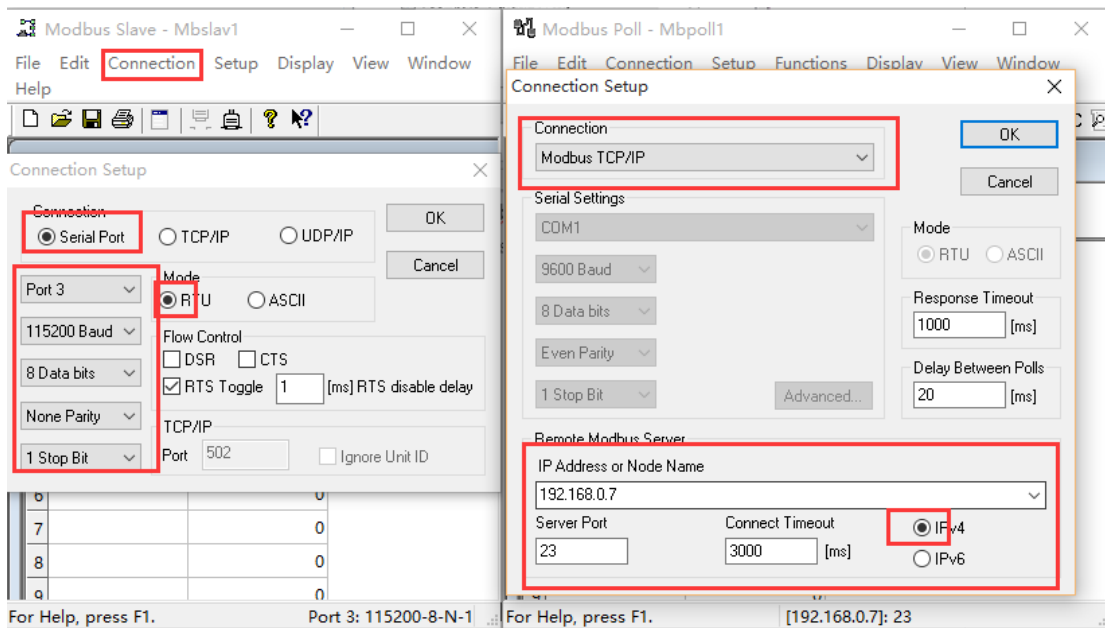 Modbus Slave - Mbslav1
File Edit Connection Setup Display View Window
Help
Connection Setup
Connection
Serial Port TCP/IP UDP/IP
OK
Cancel
Port 3
115200 Baud
8 Data bits
None Parity
1 Stop Bit
Mode
RTU ASCII
Flow Control
DSR CTS
RTS Toggle 1 [ms] RTS disable delay
TCP/IP
Port 502 Ignore Unit ID
6 0
7 0
8 0
9 0
For Help, press F1. Port 3: 115200-8-N-1
Modbus Poll - Mbpoll1
File Edit Connection Setup Functions Display View Window
Connection Setup
Connection
Modbus TCP/IP
OK
Cancel
Serial Settings
COM1
9600 Baud
8 Data bits
Even Parity
1 Stop Bit Advanced...
Mode
RTU ASCII
Response Timeout
1000 [ms]
Delay Between Polls
20 [ms]
Remote Modbus Server
IP Address or Node Name
192.168.0.7
Server Port Connect Timeout
23 3000 [ms]
IPv4
IPv6
For Help, press F1. [192.168.0.7]: 23